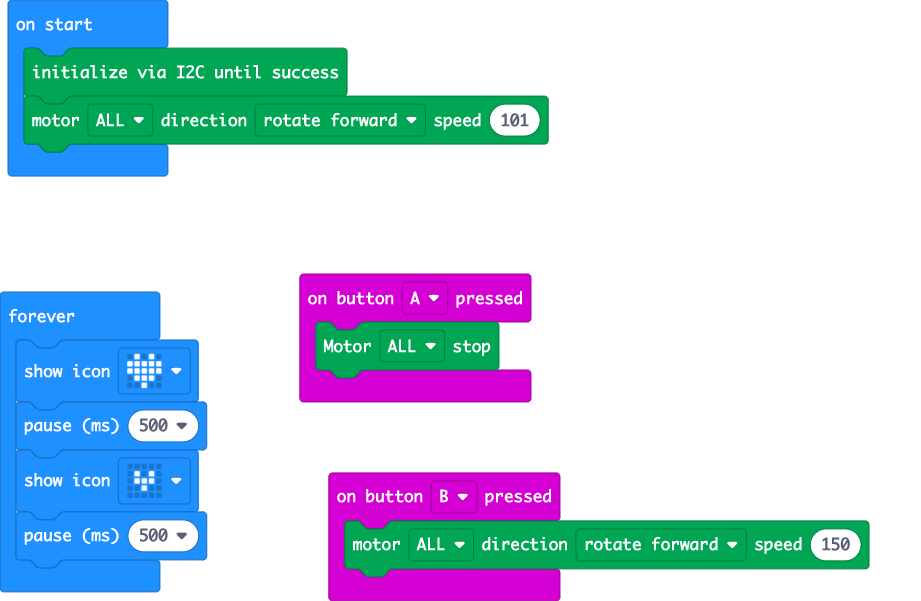 on start
initialize via I2C until success
motor ALL direction rotate forward speed 101
forever
show icon
pause (ms) 500
show icon
pause (ms) 500
on button A pressed
Motor ALL stop
on button B pressed
motor ALL direction rotate forward speed 150